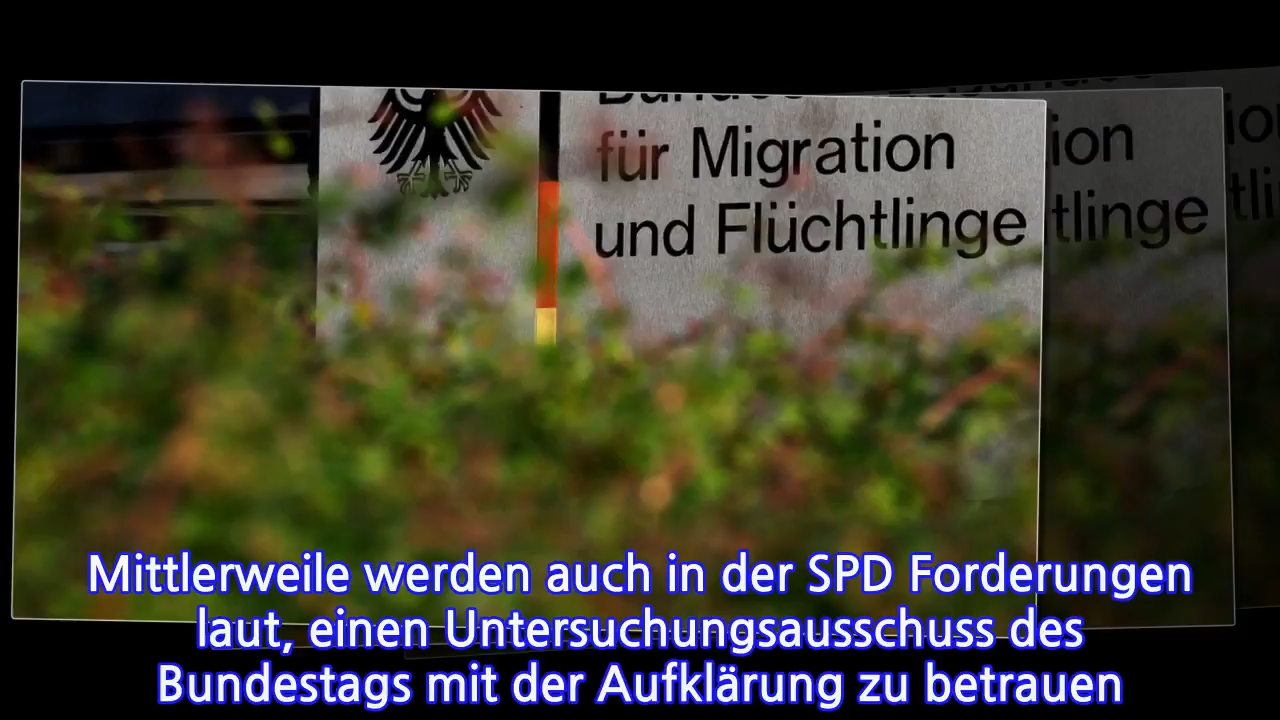 für Migration
und Flüchtlinge
ion
tlinge
Mittlerweile werden auch in der SPD Forderungen
laut, einen Untersuchungsausschuss des
Bundestags mit der Aufklärung zu betrauen